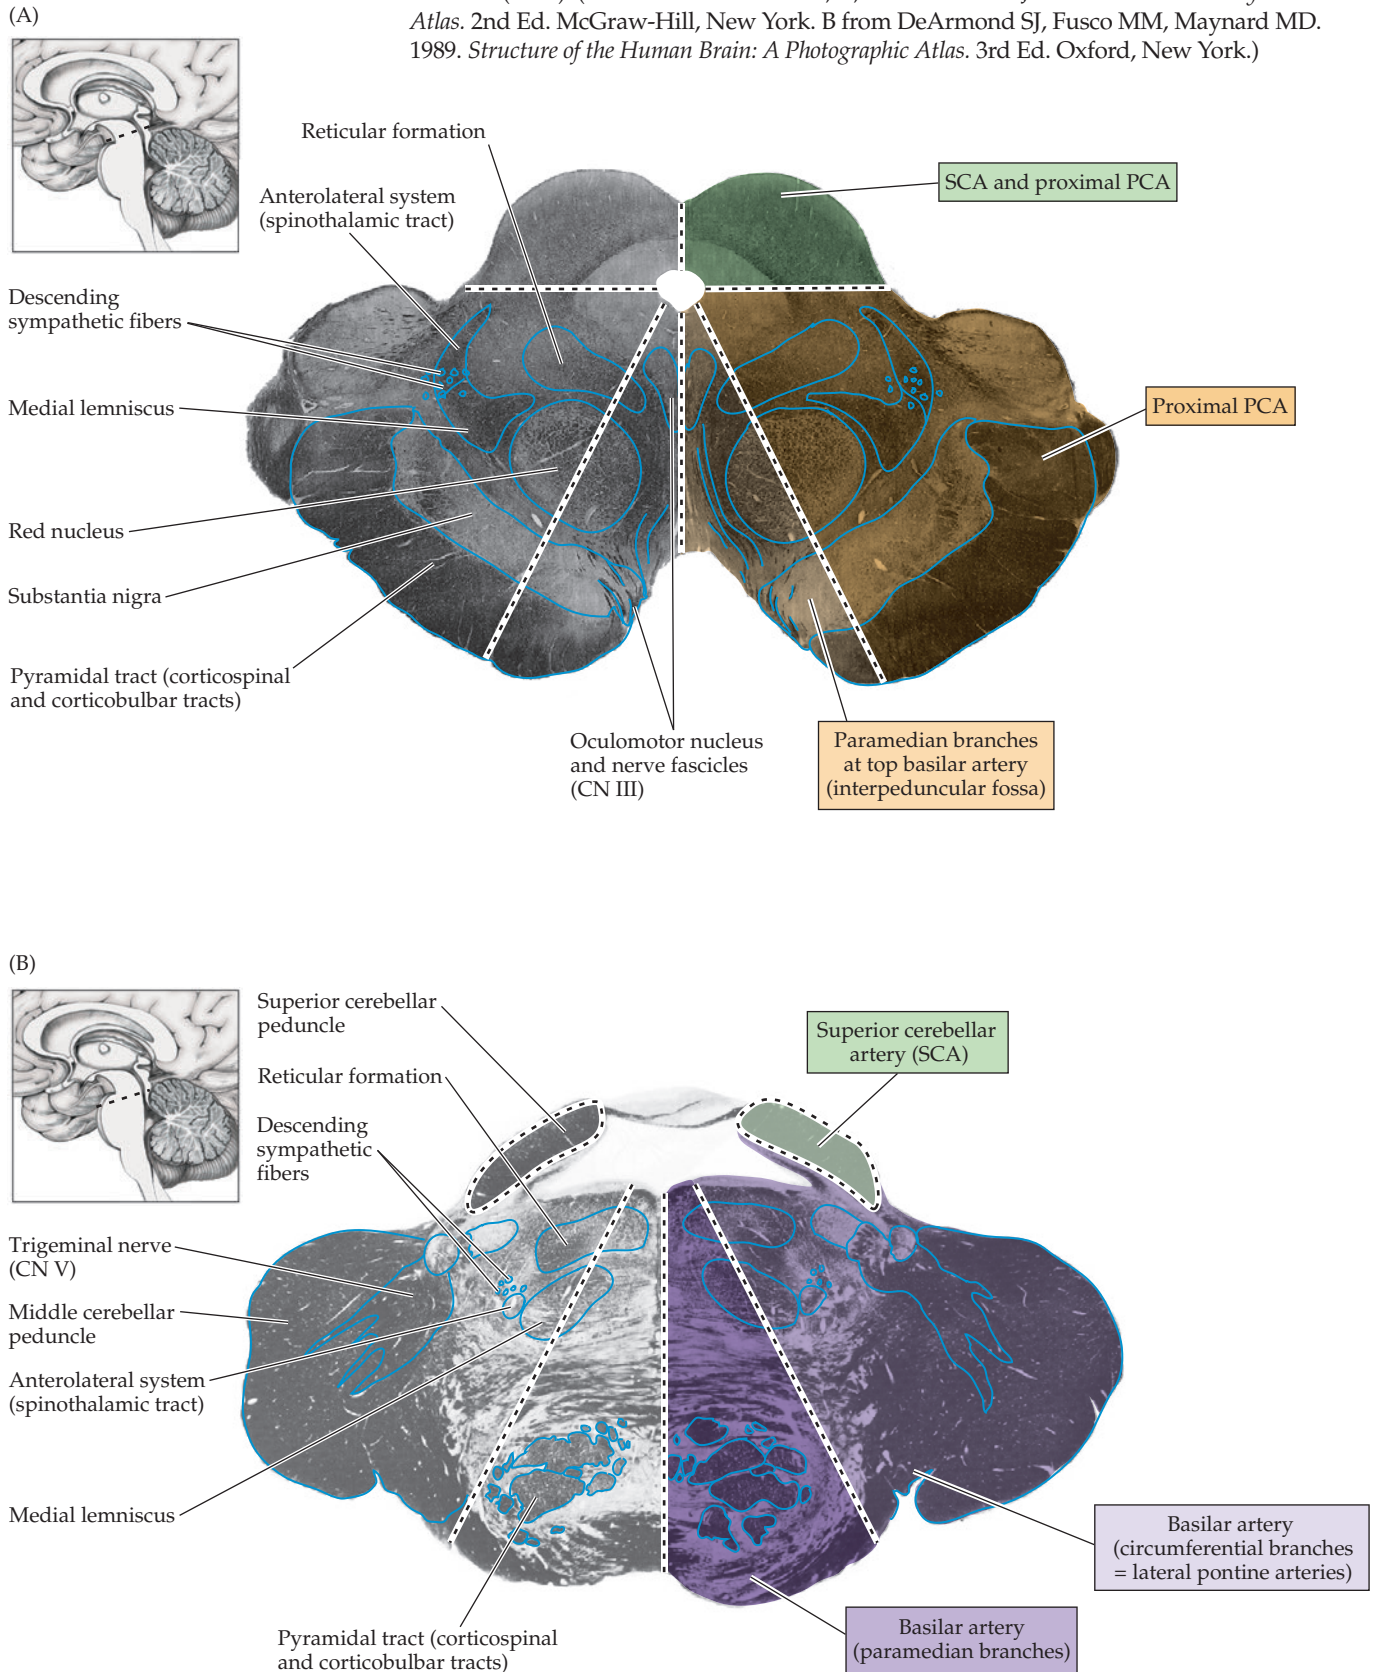 (A)
Atlas. 2nd Ed. McGraw-Hill, New York. B from DeArmond SJ, Fusco MM, Maynard MD.
1989. Structure of the Human Brain: A Photographic Atlas. 3rd Ed. Oxford, New York.)
Reticular formation
SCA and proximal PCA
Anterolateral system
(spinothalamic tract)
Descending
sympathetic fibers
Medial lemniscus
Proximal PCA
Red nucleus
Substantia nigra
Pyramidal tract (corticospinal
and corticobulbar tracts)
Oculomotor nucleus
and nerve fascicles
(CN III)
Paramedian branches
at top basilar artery
(interpeduncular fossa)
(B)
Superior cerebellar
peduncle
Superior cerebellar
artery (SCA)
Reticular formation
Descending
sympathetic
fibers
Trigeminal nerve
(CN V)
Middle cerebellar
peduncle
Anterolateral system
(spinothalamic tract)
Medial lemniscus
Basilar artery
(circumferential branches
= lateral pontine arteries)
Pyramidal tract (corticospinal
and corticobulbar tracts)
Basilar artery
(paramedian branches)